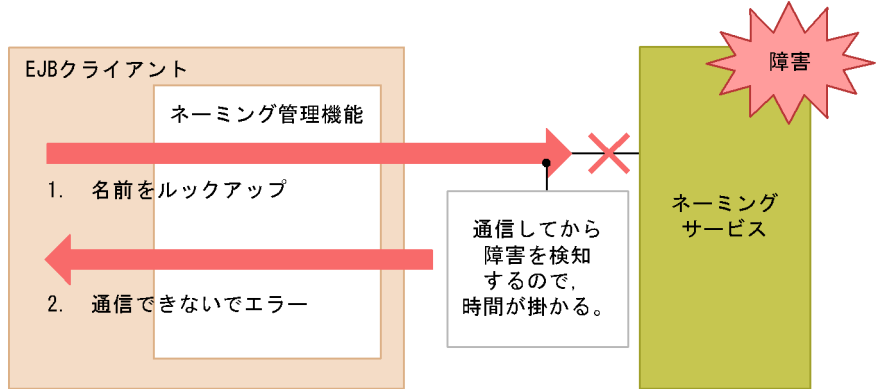 EJBクライアント
障害
ネーミング管理機能
1. 名前をルックアップ
通信してから
障害を検知
するので,
時間が掛かる。
ネーミング
サービス
2. 通信できないでエラー